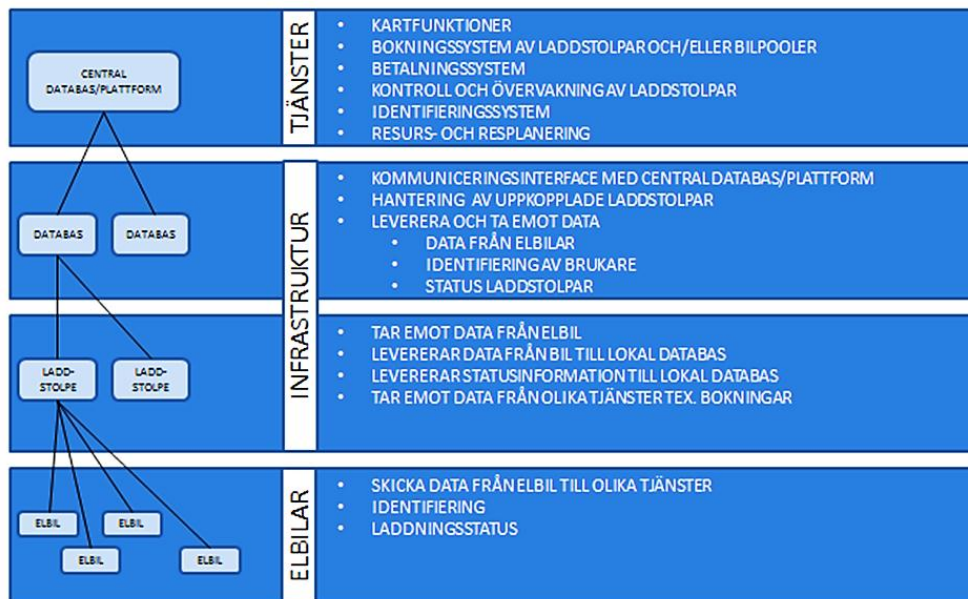 CENTRAL
DATABAS/PLATTFORM
TJÄNSTER
• KARTFUNKTIONER
• BOKNINGSSYSTEM AV LADDSTOLPAR OCH/ELLER BILPOOLER
• BETALNINGSSYSTEM
• KONTROLL OCH ÖVERVAKNING AV LADDSTOLPAR
• IDENTIFIERINGSSYSTEM
• RESURS- OCH RESPLANERING
DATABAS
DATABAS
INFRASTRUKTUR
• KOMMUNICERINGSINTERFACE MED CENTRAL DATABAS/PLATTFORM
• HANTERING AV UPPKOPPLADE LADDSTOLPAR
• LEVERERA OCH TA EMOT DATA
• DATA FRÅN ELBILAR
• IDENTIFIERING AV BRUKARE
• STATUS LADDSTOLPAR
LADD-
STOLPE
LADD-
STOLPE
• TAR EMOT DATA FRÅN ELBIL
• LEVERERAR DATA FRÅN BIL TILL LOKAL DATABAS
• LEVERERAR STATUSINFORMATION TILL LOKAL DATABAS
• TAR EMOT DATA FRÅN OLIKA TJÄNSTER TEX. BOKNINGAR
ELBIL
ELBIL
ELBIL
ELBIL
ELBILAR
• SKICKA DATA FRÅN ELBIL TILL OLIKA TJÄNSTER
• IDENTIFIERING
• LADDNINGSSTATUS